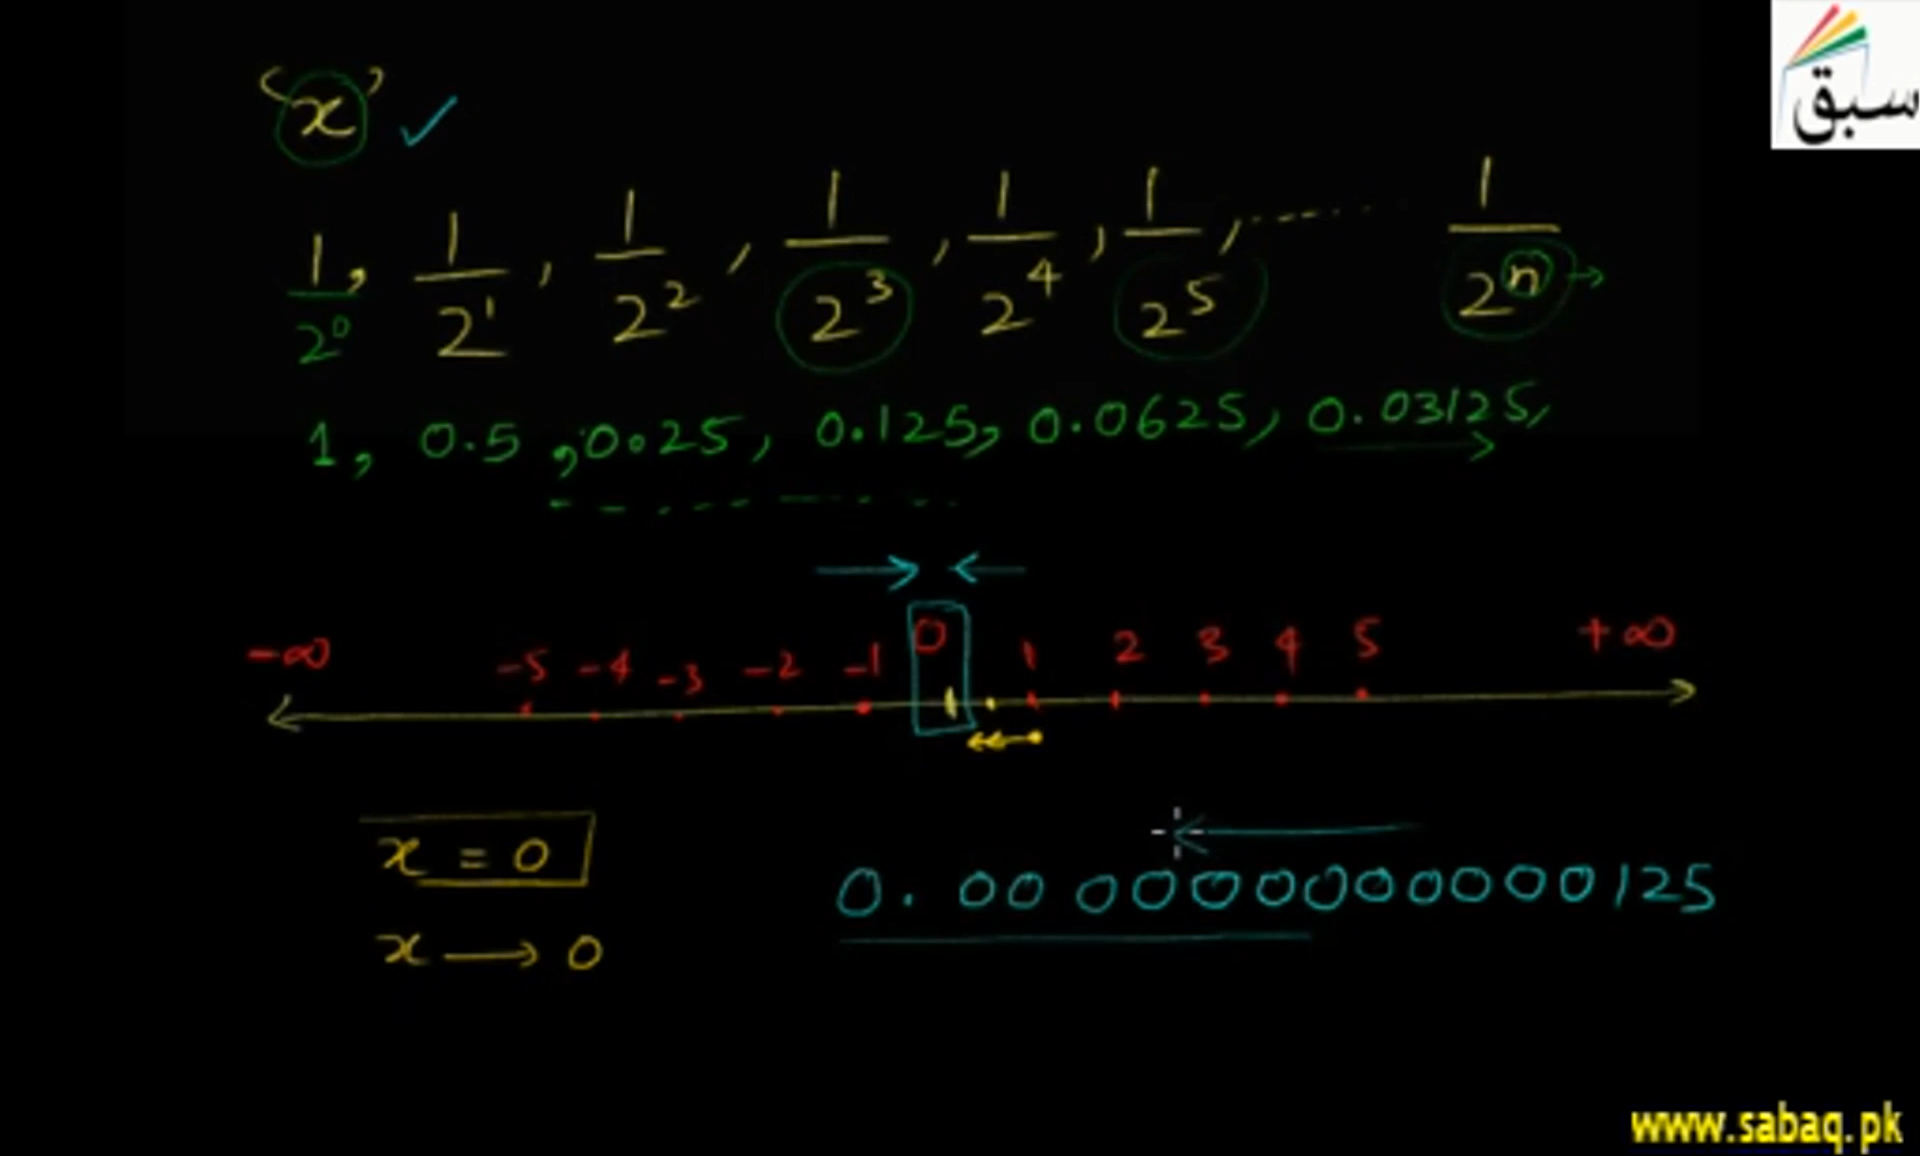 سبق
'x' ✓
1/2⁰, 1/2¹, 1/2², 1/2³, 1/2⁴, 1/2⁵, ...... 1/2ⁿ →
1, 0.5, 0.25, 0.125, 0.0625, 0.03125,
→ ←
-∞ -5 -4 -3 -2 -1 0 1 2 3 4 5 +∞
x = 0
0.000000000000125
x → 0
www.sabaq.pk